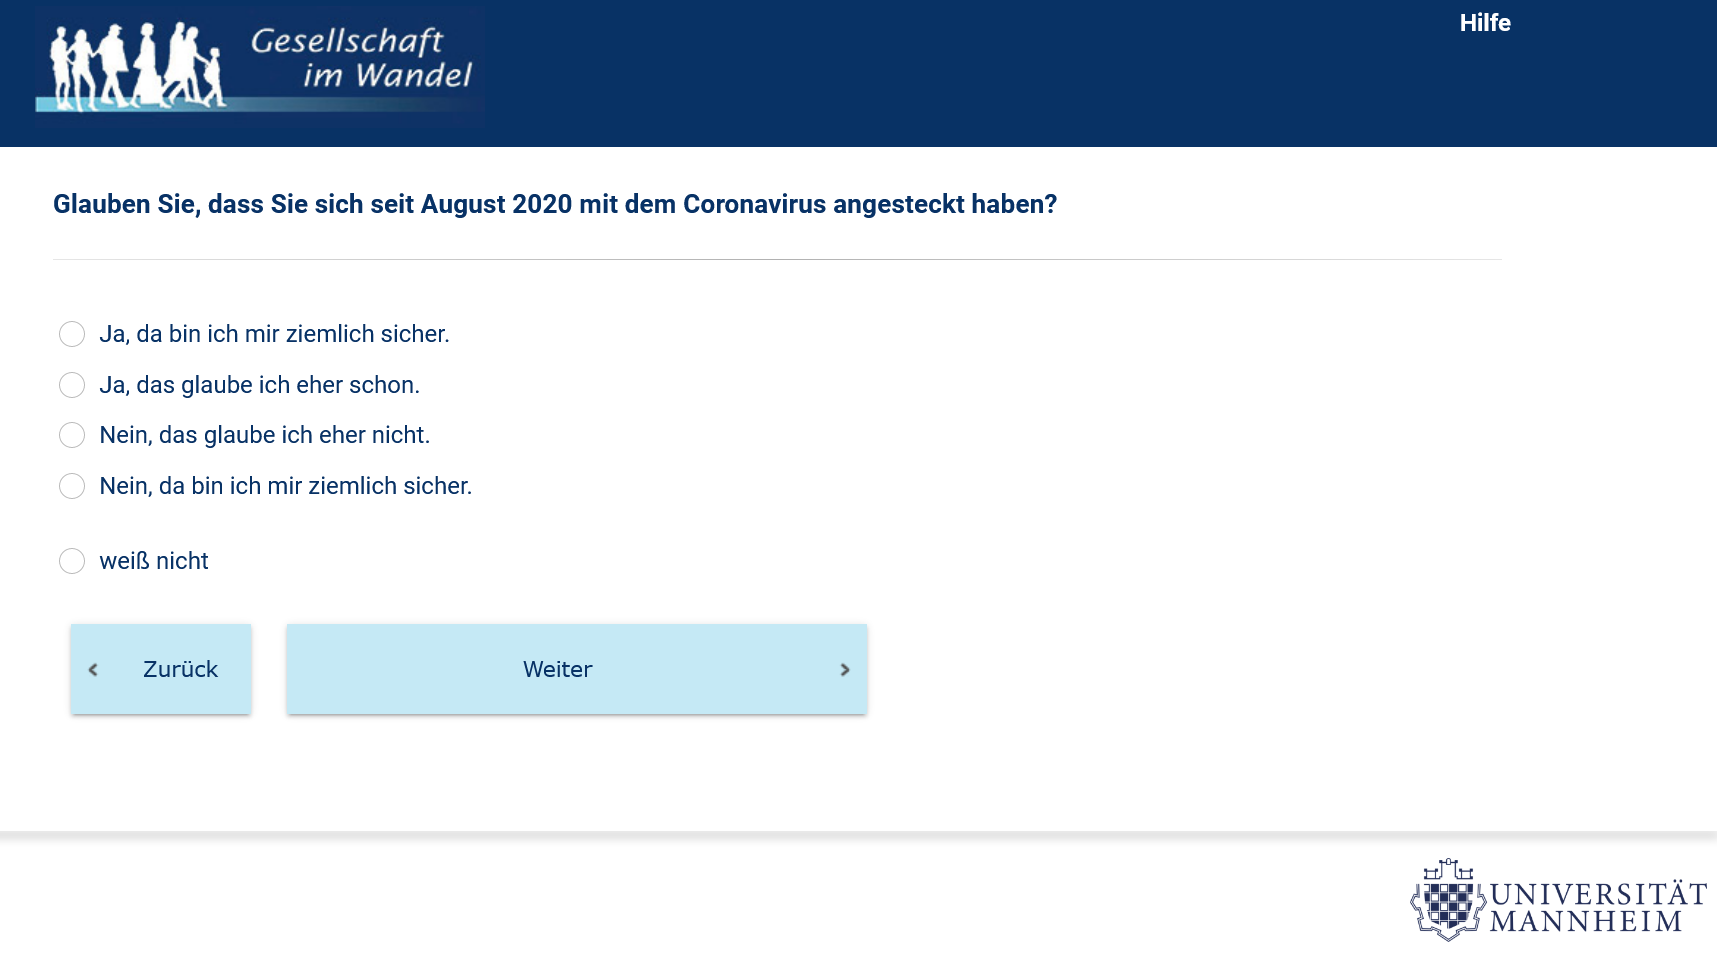 Gesellschaft
im Wandel
Hilfe
Glauben Sie, dass Sie sich seit August 2020 mit dem Coronavirus angesteckt haben?
Ja, da bin ich mir ziemlich sicher.
Ja, das glaube ich eher schon.
Nein, das glaube ich eher nicht.
Nein, da bin ich mir ziemlich sicher.
weiß nicht
Zurück
Weiter
UNIVERSITÄT
MANNHEIM